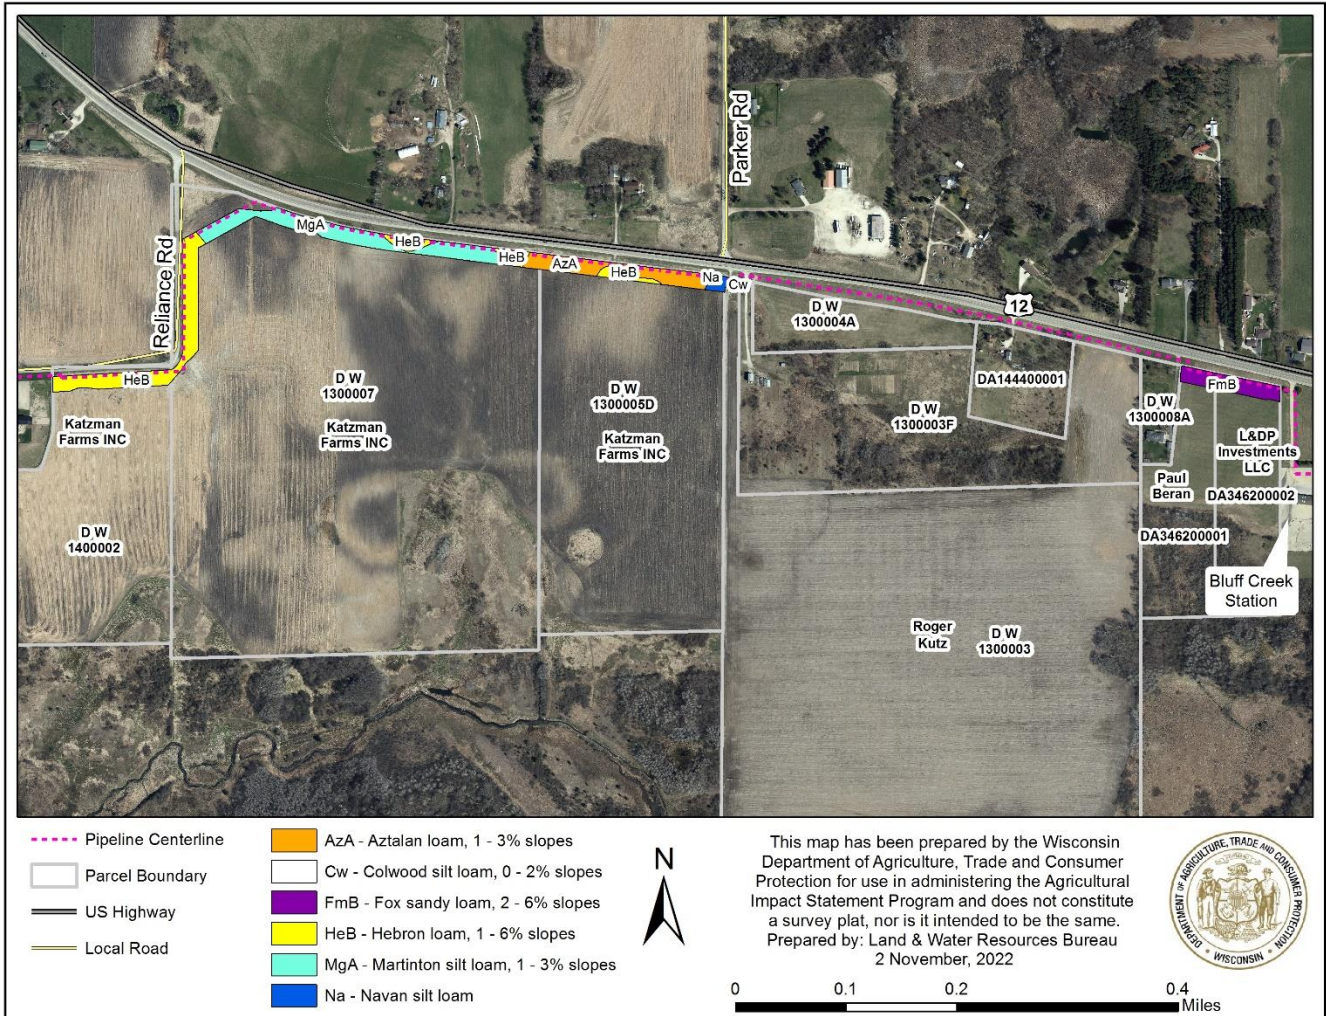 Parker Rd
Reliance Rd
MgA
HeB
HeB
AzA
HeB
Na
Cw
12
D W
1300004A
DA144400001
FmB
HeB
D W
1300007
D W
1300005D
D W
1300003F
D W
1300008A
Katzman
Farms INC
Katzman
Farms INC
Katzman
Farms INC
L&DP
Investments
LLC
Paul
Beran
DA346200002
DA346200001
D W
1400002
Bluff Creek
Station
Roger
Kutz
D W
1300003
Pipeline Centerline
Parcel Boundary
US Highway
Local Road
AzA - Aztalan loam, 1 - 3% slopes
Cw - Colwood silt loam, 0 - 2% slopes
FmB - Fox sandy loam, 2 - 6% slopes
HeB - Hebron loam, 1 - 6% slopes
MgA - Martinton silt loam, 1 - 3% slopes
Na - Navan silt loam
N
This map has been prepared by the Wisconsin
Department of Agriculture, Trade and Consumer
Protection for use in administering the Agricultural
Impact Statement Program and does not constitute
a survey plat, nor is it intended to be the same.
Prepared by: Land & Water Resources Bureau
2 November, 2022
0 0.1 0.2 0.4
Miles
DEPARTMENT OF AGRICULTURE, TRADE AND CONSUMER PROTECTION
• WISCONSIN •